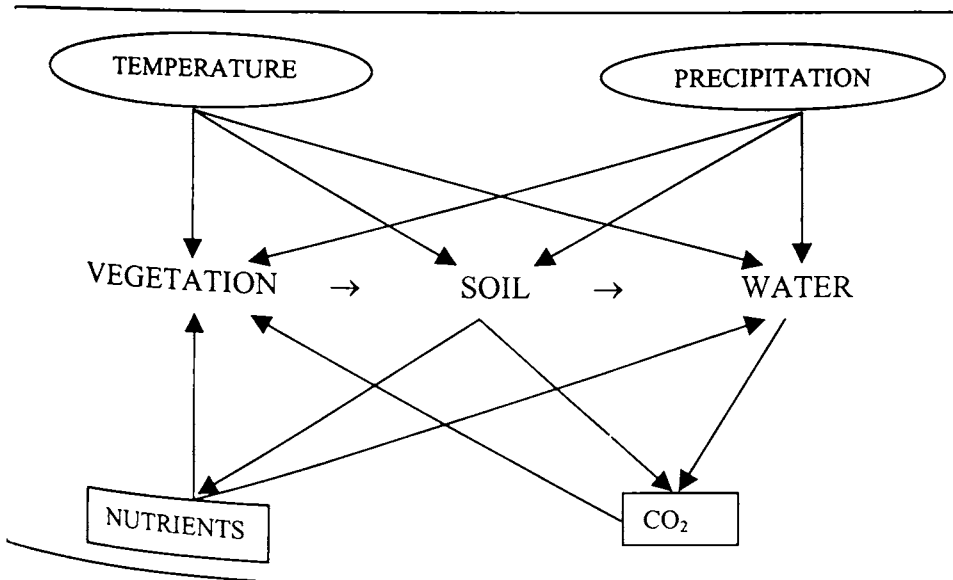 TEMPERATURE PRECIPITATION
VEGETATION → SOIL → WATER
NUTRIENTS CO₂